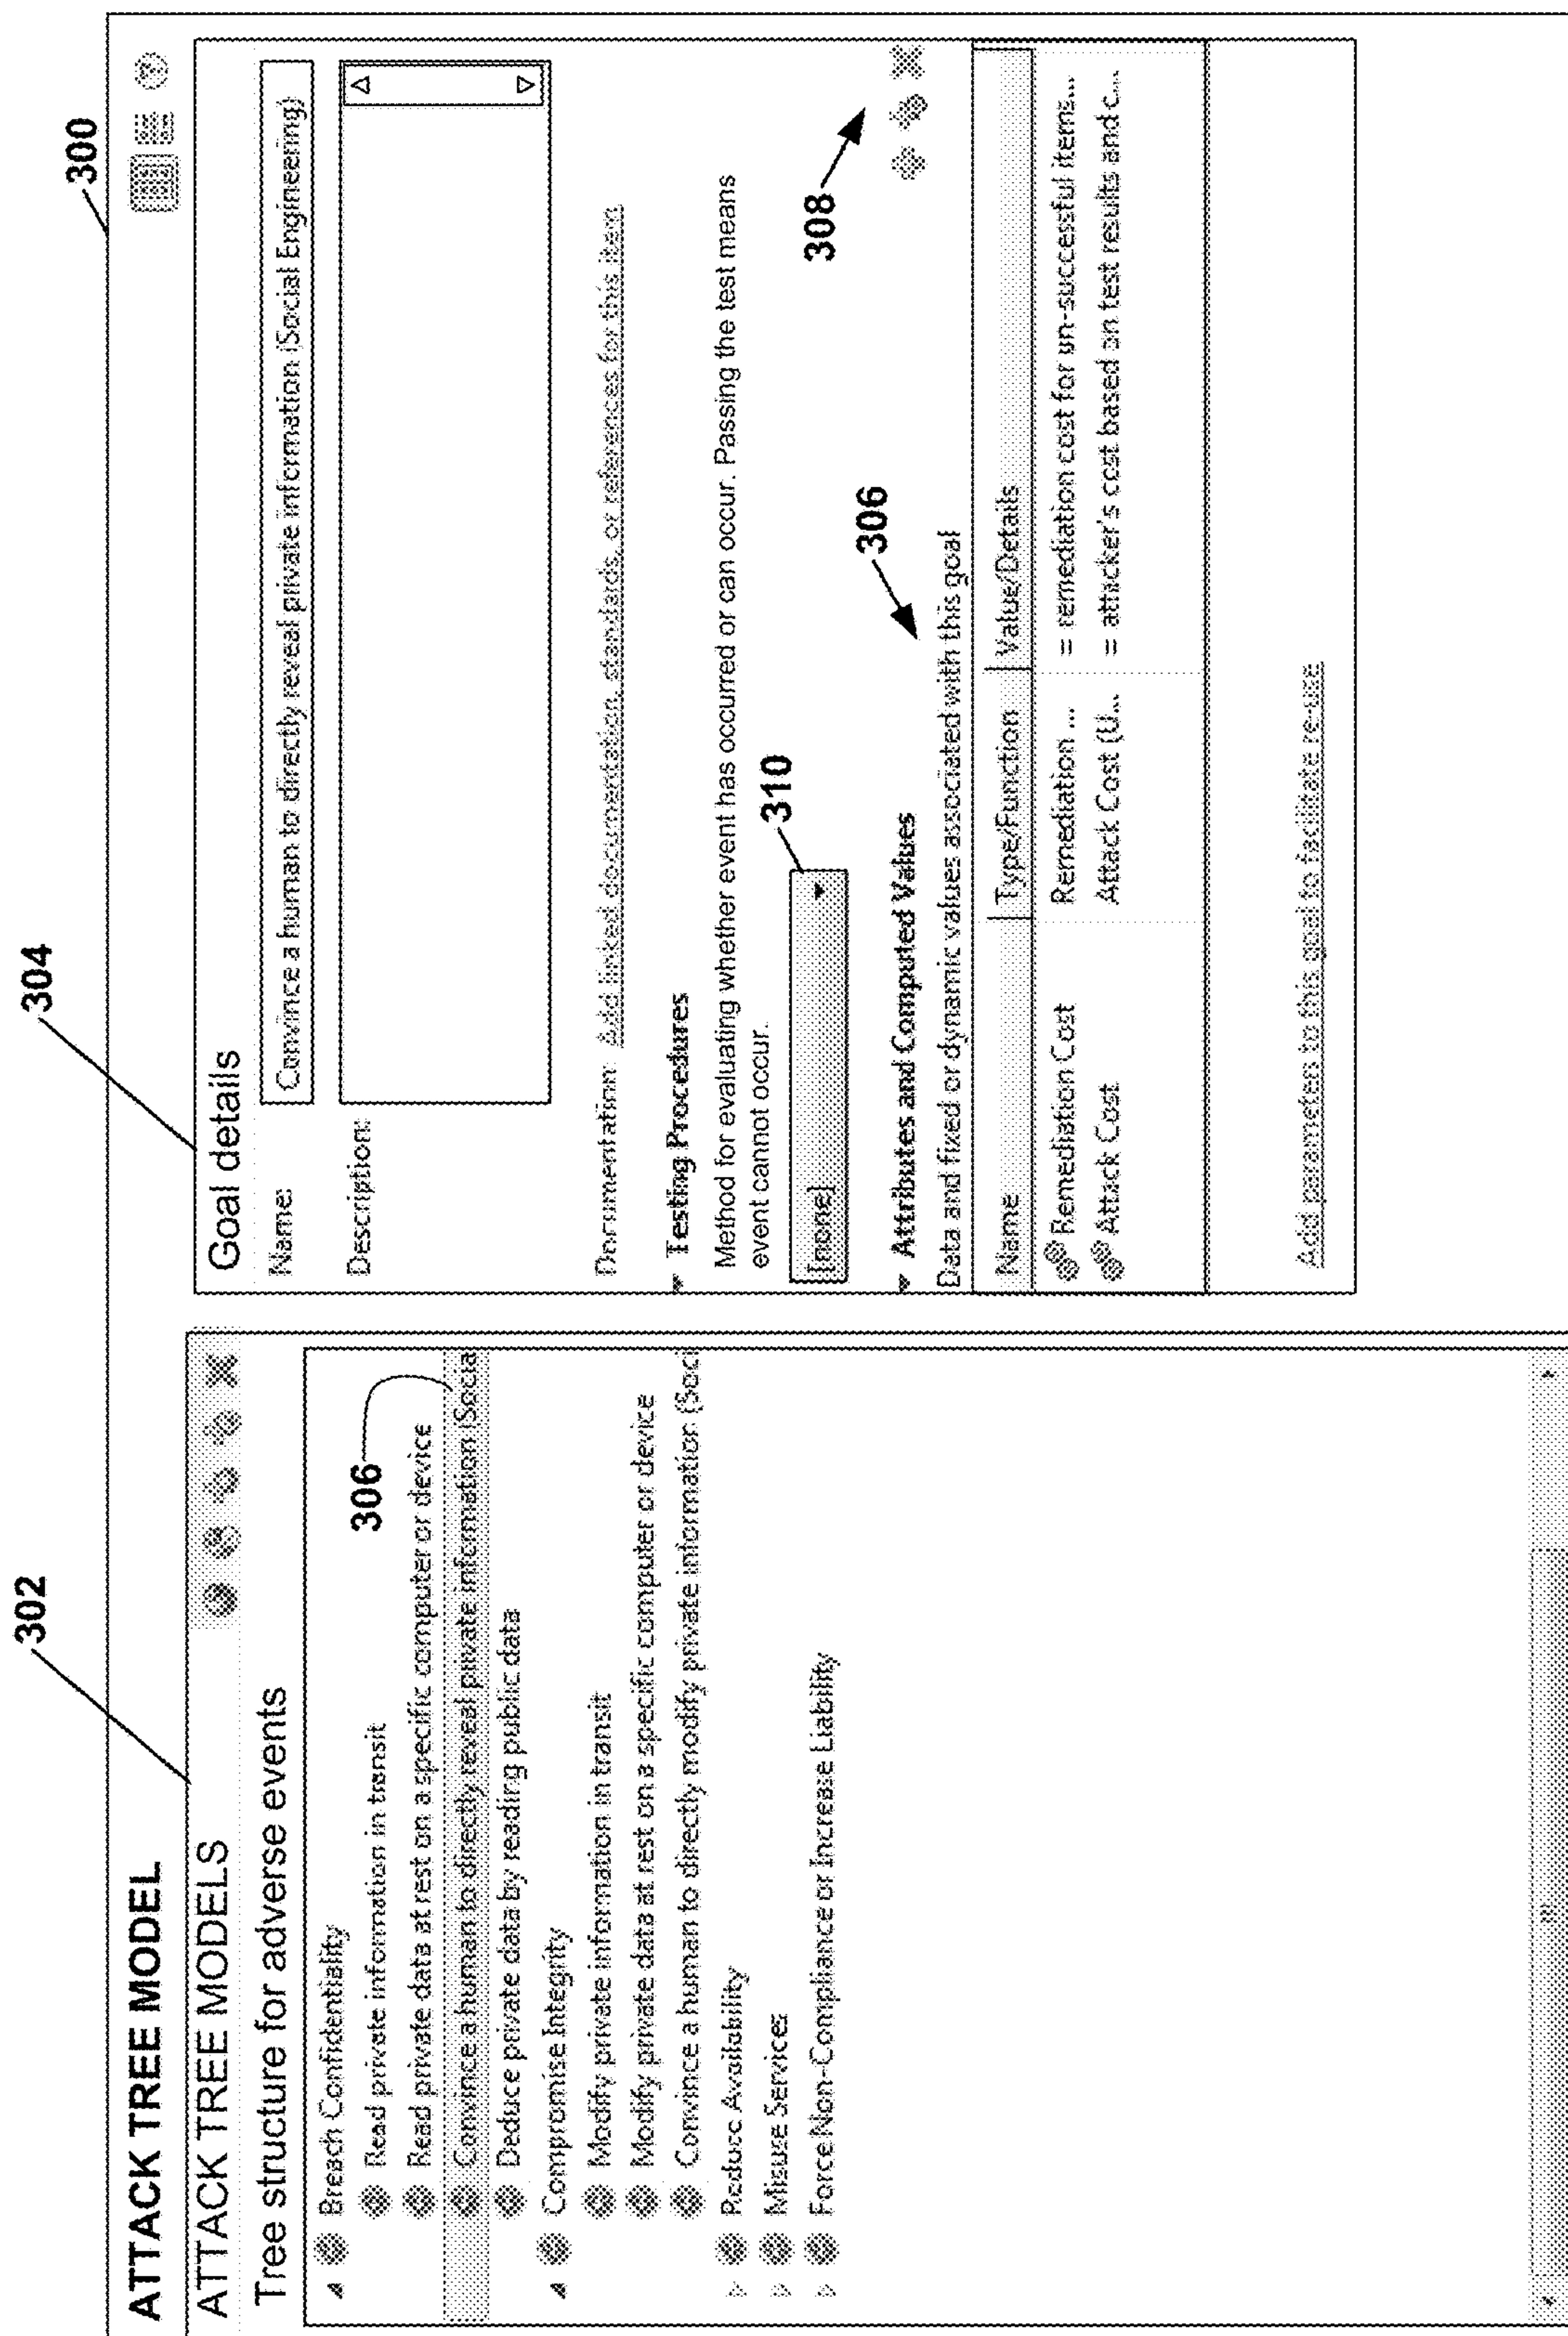 300
302
304
ATTACK TREE MODEL
ATTACK TREE MODELS
Tree structure for adverse events
Breach Confidentiality
Read private information in transit
Read private data at rest on a specific computer or device
306
Convince a human to directly reveal private information (Socia
Deduce private data by reading public data
Compromise Integrity
Modify private information in transit
Modify private data at rest on a specific computer or device
Convince a human to directly modify private information (Soci
Reduce Availability
Misuse Services
Force Non-Compliance or Increase Liability
Goal details
Name: Convince a human to directly reveal private information (Social Engineering)
Description:
Documentation: Add linked documentation, standards, or references for this item
Testing Procedures
Method for evaluating whether event has occurred or can occur. Passing the test means
event cannot occur.
[none]
310
308
Attributes and Computed Values
306
Data and fixed or dynamic values associated with this goal
Name Type/Function Value/Details
Remediation Cost Remediation ... = remediation cost for un-successful items...
Attack Cost Attack Cost (U... = attacker's cost based on test results and c...
Add parameters to this goal to facilitate re-use